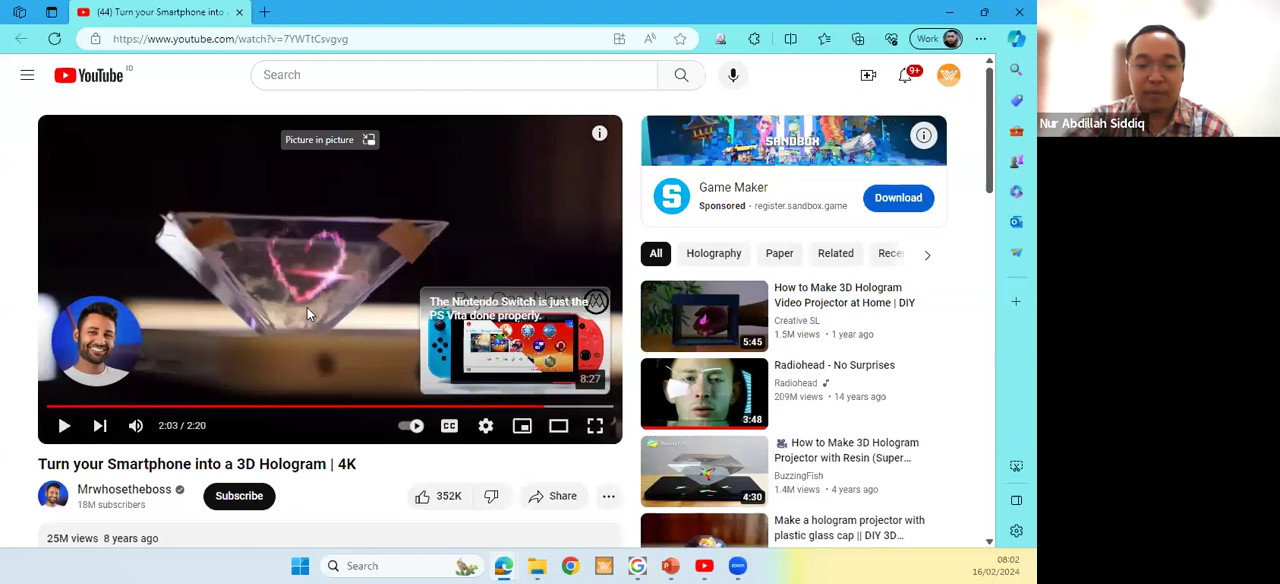 (44) Turn your Smartphone into
https://www.youtube.com/watch?v=7YWTtCsvgvg
Work
YouTube ID
Search
9+
Picture in picture
The Nintendo Switch is just the
PS Vita done properly.
8:27
2:03 / 2:20
CC
Turn your Smartphone into a 3D Hologram | 4K
Mrwhosetheboss
18M subscribers
Subscribe
352K
Share
25M views 8 years ago
SANDBOX
Game Maker
Sponsored · register.sandbox.game
Download
All
Holography
Paper
Related
Rece
How to Make 3D Hologram
Video Projector at Home | DIY
Creative SL
1.5M views • 1 year ago
5:45
Radiohead - No Surprises
Radiohead
209M views • 14 years ago
3:48
How to Make 3D Hologram
Projector with Resin (Super...
BuzzingFish
1.4M views • 4 years ago
4:30
Make a hologram projector with
plastic glass cap || DIY 3D...
Nur Abdillah Siddiq
Search
08:02
16/02/2024